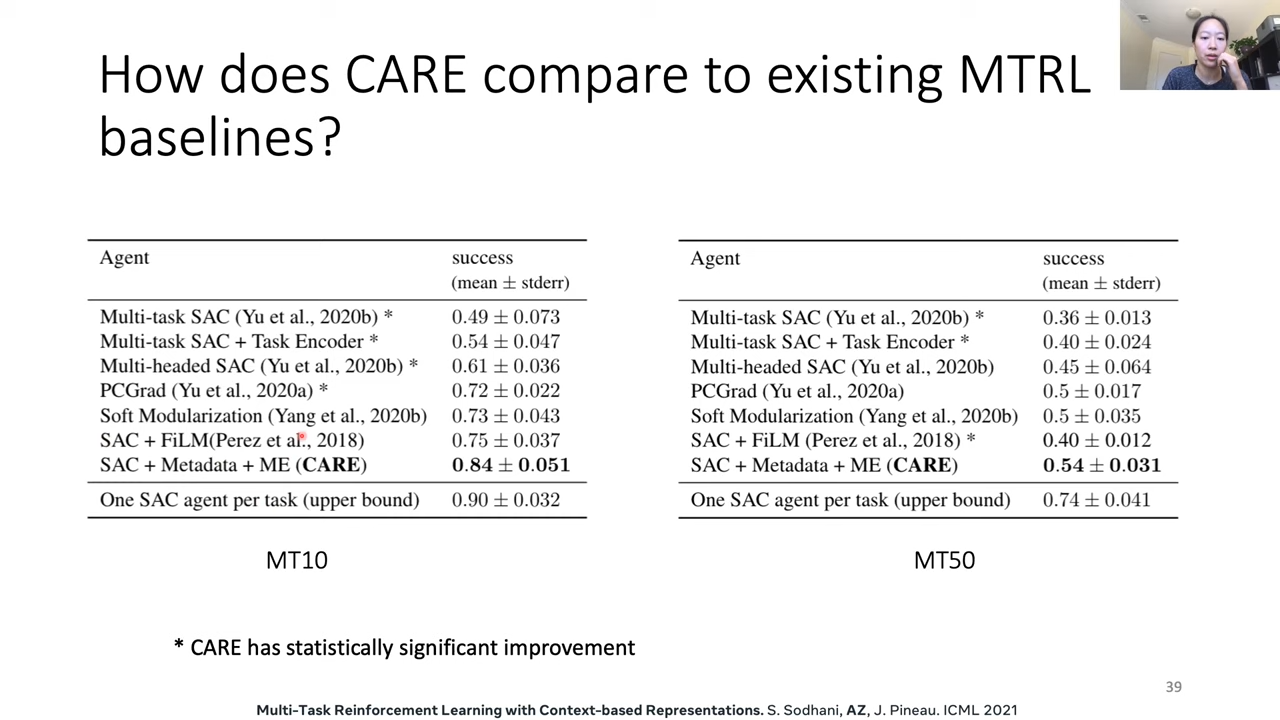 How does CARE compare to existing MTRL
baselines?
Agent success
(mean ± stderr)
Multi-task SAC (Yu et al., 2020b) * 0.49 ± 0.073
Multi-task SAC + Task Encoder * 0.54 ± 0.047
Multi-headed SAC (Yu et al., 2020b) * 0.61 ± 0.036
PCGrad (Yu et al., 2020a) * 0.72 ± 0.022
Soft Modularization (Yang et al., 2020b) 0.73 ± 0.043
SAC + FiLM(Perez et al., 2018) 0.75 ± 0.037
SAC + Metadata + ME (CARE) 0.84 ± 0.051
One SAC agent per task (upper bound) 0.90 ± 0.032
MT10
Agent success
(mean ± stderr)
Multi-task SAC (Yu et al., 2020b) * 0.36 ± 0.013
Multi-task SAC + Task Encoder * 0.40 ± 0.024
Multi-headed SAC (Yu et al., 2020b) 0.45 ± 0.064
PCGrad (Yu et al., 2020a) 0.5 ± 0.017
Soft Modularization (Yang et al., 2020b) 0.5 ± 0.035
SAC + FiLM (Perez et al., 2018) * 0.40 ± 0.012
SAC + Metadata + ME (CARE) 0.54 ± 0.031
One SAC agent per task (upper bound) 0.74 ± 0.041
MT50
* CARE has statistically significant improvement
39
Multi-Task Reinforcement Learning with Context-based Representations. S. Sodhani, AZ, J. Pineau. ICML 2021